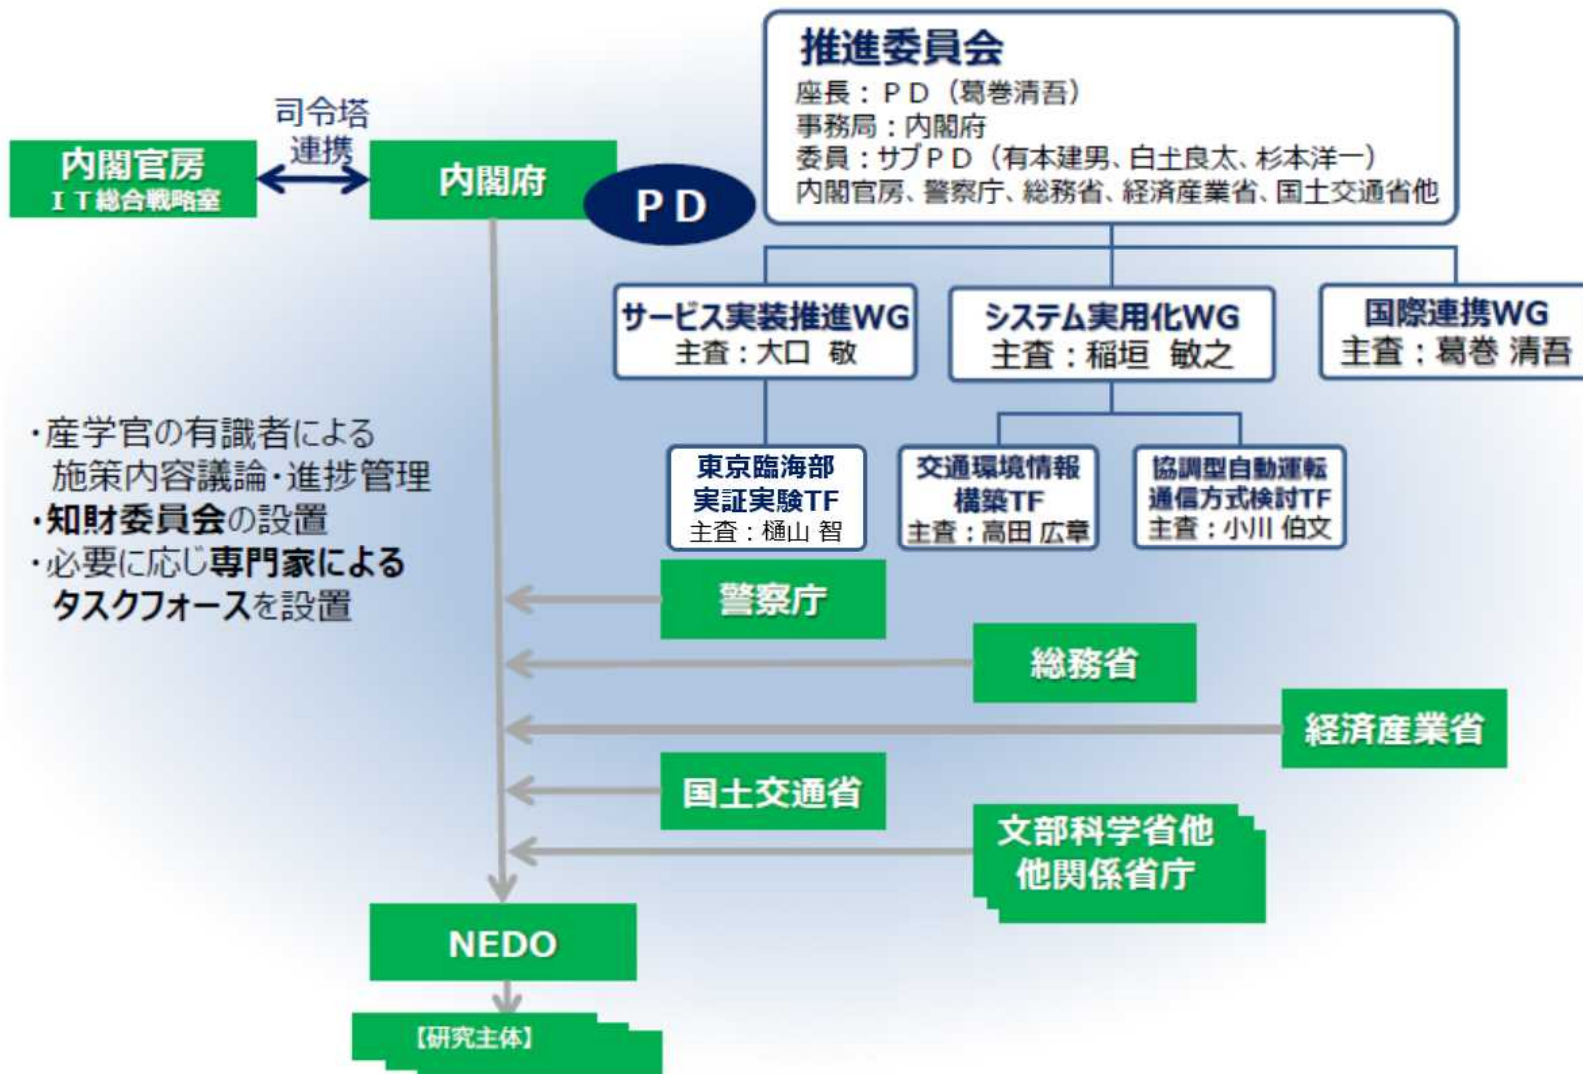 推進委員会
座長：ＰＤ（葛巻清吾）
事務局：内閣府
委員：サブＰＤ（有本建男、白土良太、杉本洋一）
内閣官房、警察庁、総務省、経済産業省、国土交通省他
司令塔
連携
内閣官房
ＩＴ総合戦略室
内閣府
ＰＤ
サービス実装推進WG
主査：大口 敬
システム実用化WG
主査：稲垣 敏之
国際連携WG
主査：葛巻 清吾
東京臨海部
実証実験TF
主査：樋山 智
交通環境情報
構築TF
主査：高田 広章
協調型自動運転
通信方式検討TF
主査：小川 伯文
・産学官の有識者による
施策内容議論・進捗管理
・知財委員会の設置
・必要に応じ専門家による
タスクフォースを設置
警察庁
総務省
経済産業省
国土交通省
文部科学省他
他関係省庁
NEDO
【研究主体】